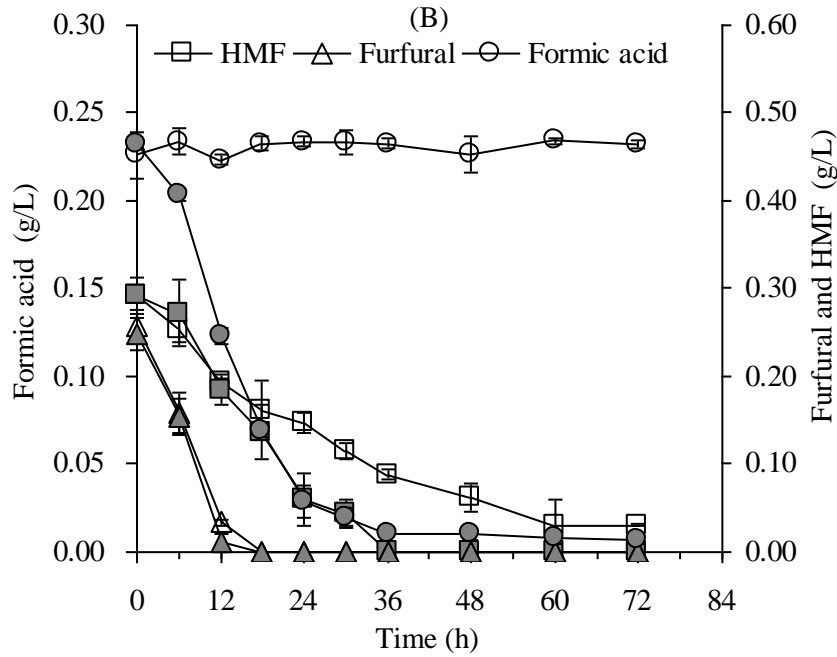 (B)
HMF Furfural Formic acid
Formic acid (g/L)
0.30
0.25
0.20
0.15
0.10
0.05
0.00
Furfural and HMF (g/L)
0.60
0.50
0.40
0.30
0.20
0.10
0.00
0 12 24 36 48 60 72 84
Time (h)